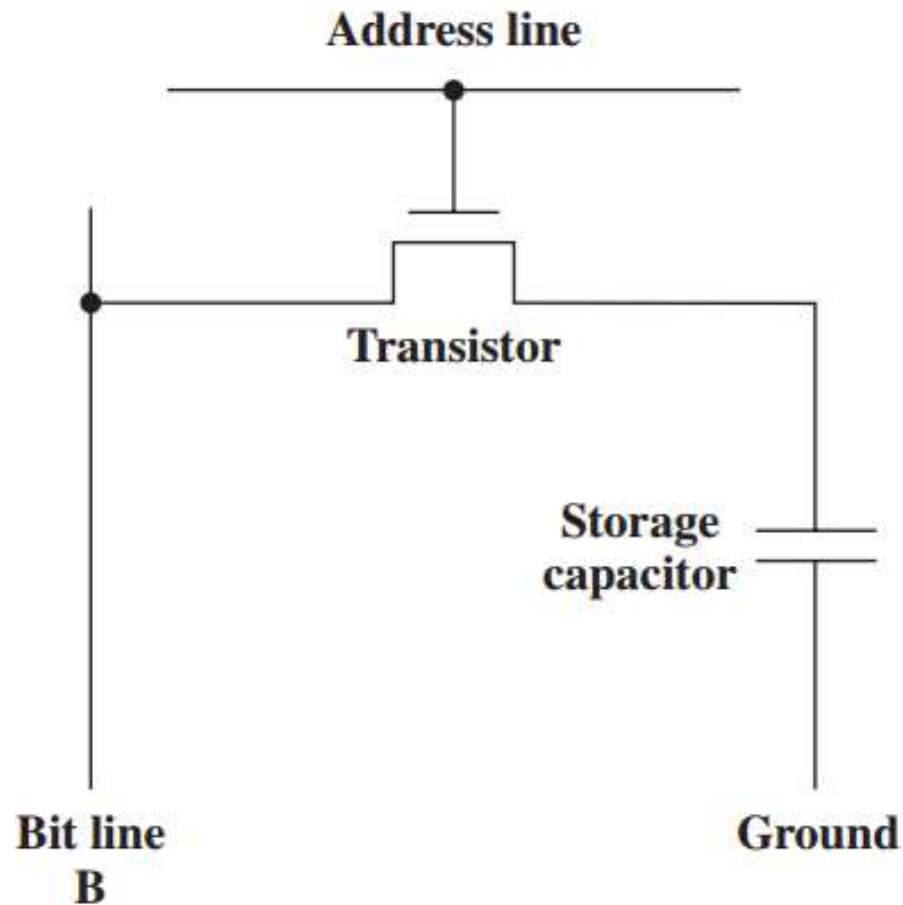 Address line
Transistor
Storage
capacitor
Bit line
B
Ground